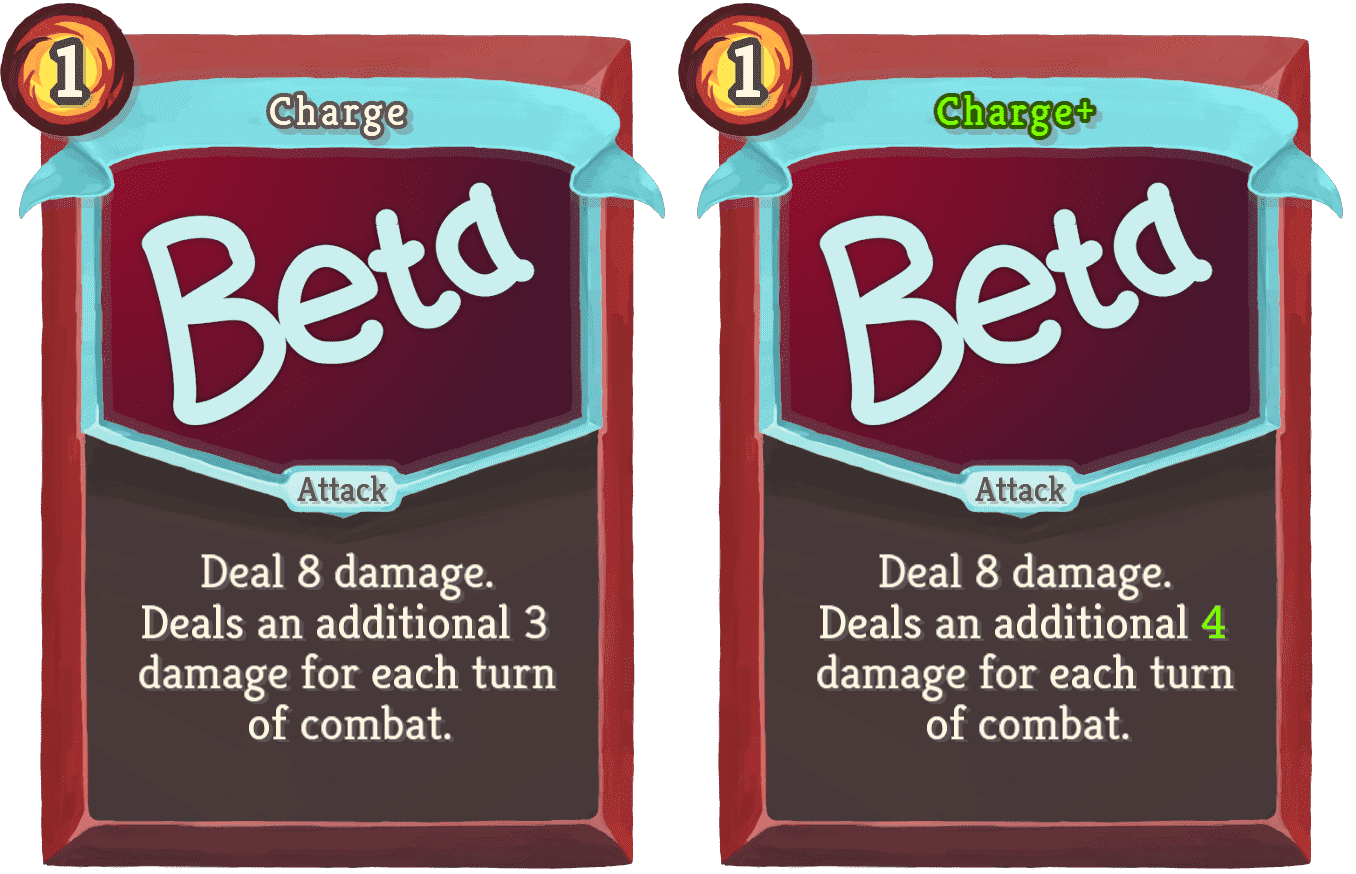 1
Charge
Beta
Attack
Deal 8 damage.
Deals an additional 3
damage for each turn
of combat.
1
Charge+
Beta
Attack
Deal 8 damage.
Deals an additional 4
damage for each turn
of combat.